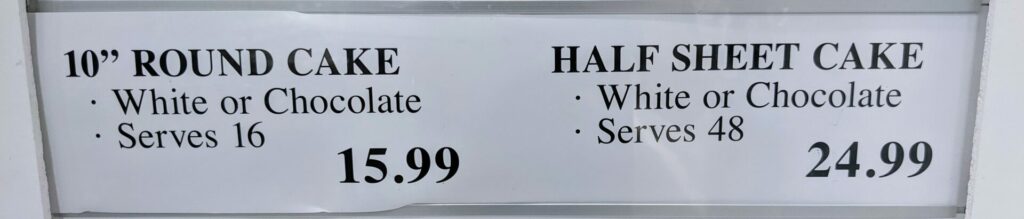 10” ROUND CAKE
· White or Chocolate
· Serves 16
15.99
HALF SHEET CAKE
· White or Chocolate
· Serves 48
24.99